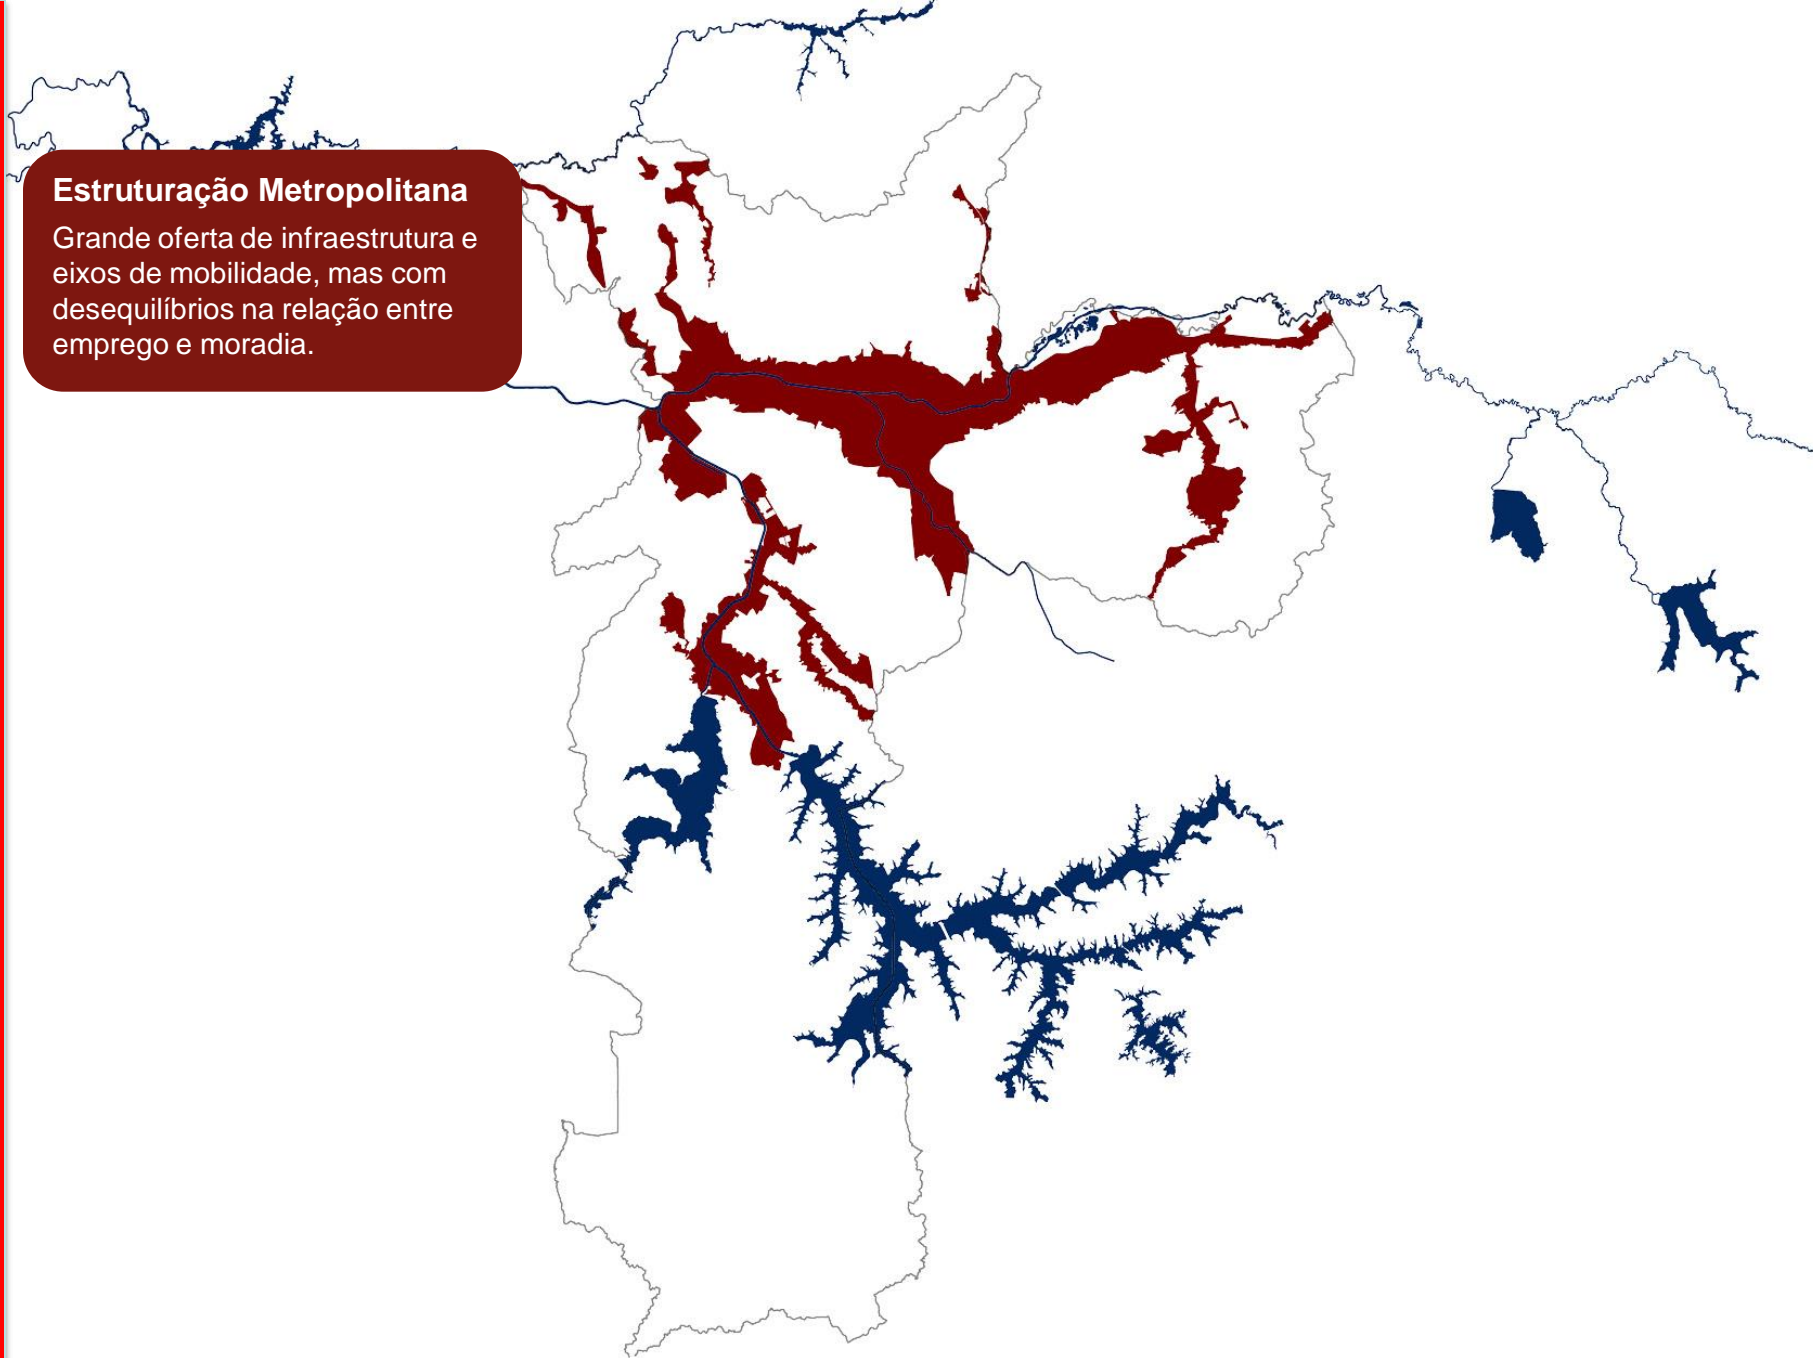 Estruturação Metropolitana
Grande oferta de infraestrutura e
eixos de mobilidade, mas com
desequilíbrios na relação entre
emprego e moradia.